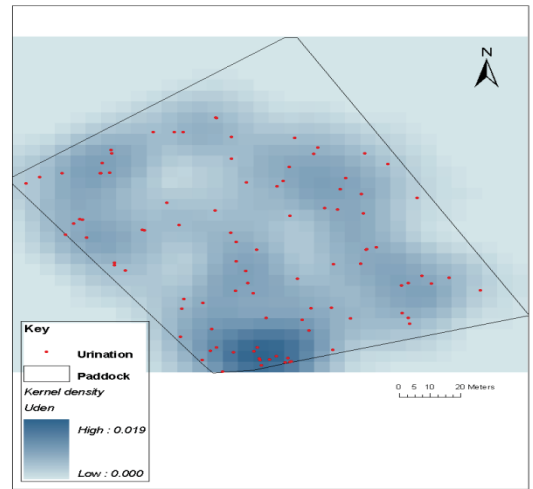 N
Key
Urination
Paddock
Kernel density
Uden
High : 0.019
Low : 0.000
0 5 10 20 Meters